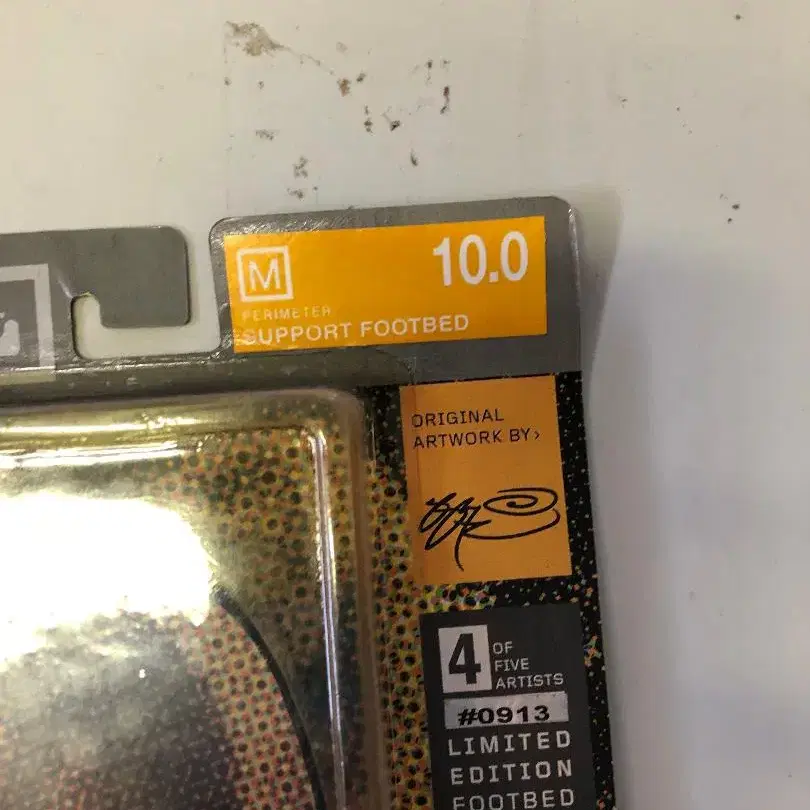 M
10.0
PERIMETER
SUPPORT FOOTBED
ORIGINAL
ARTWORK BY>
4
OF
FIVE
ARTISTS
#0913
LIMITED
EDITION
FOOTBED